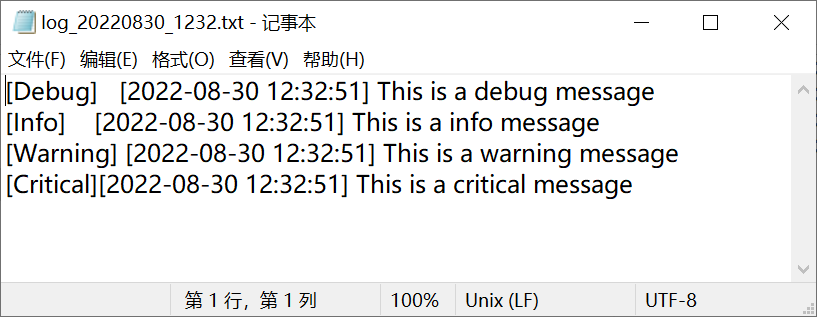 log_20220830_1232.txt - 记事本
文件(F) 编辑(E) 格式(O) 查看(V) 帮助(H)
[Debug]   [2022-08-30 12:32:51] This is a debug message
[Info]    [2022-08-30 12:32:51] This is a info message
[Warning] [2022-08-30 12:32:51] This is a warning message
[Critical][2022-08-30 12:32:51] This is a critical message
第 1 行，第 1 列 100% Unix (LF) UTF-8